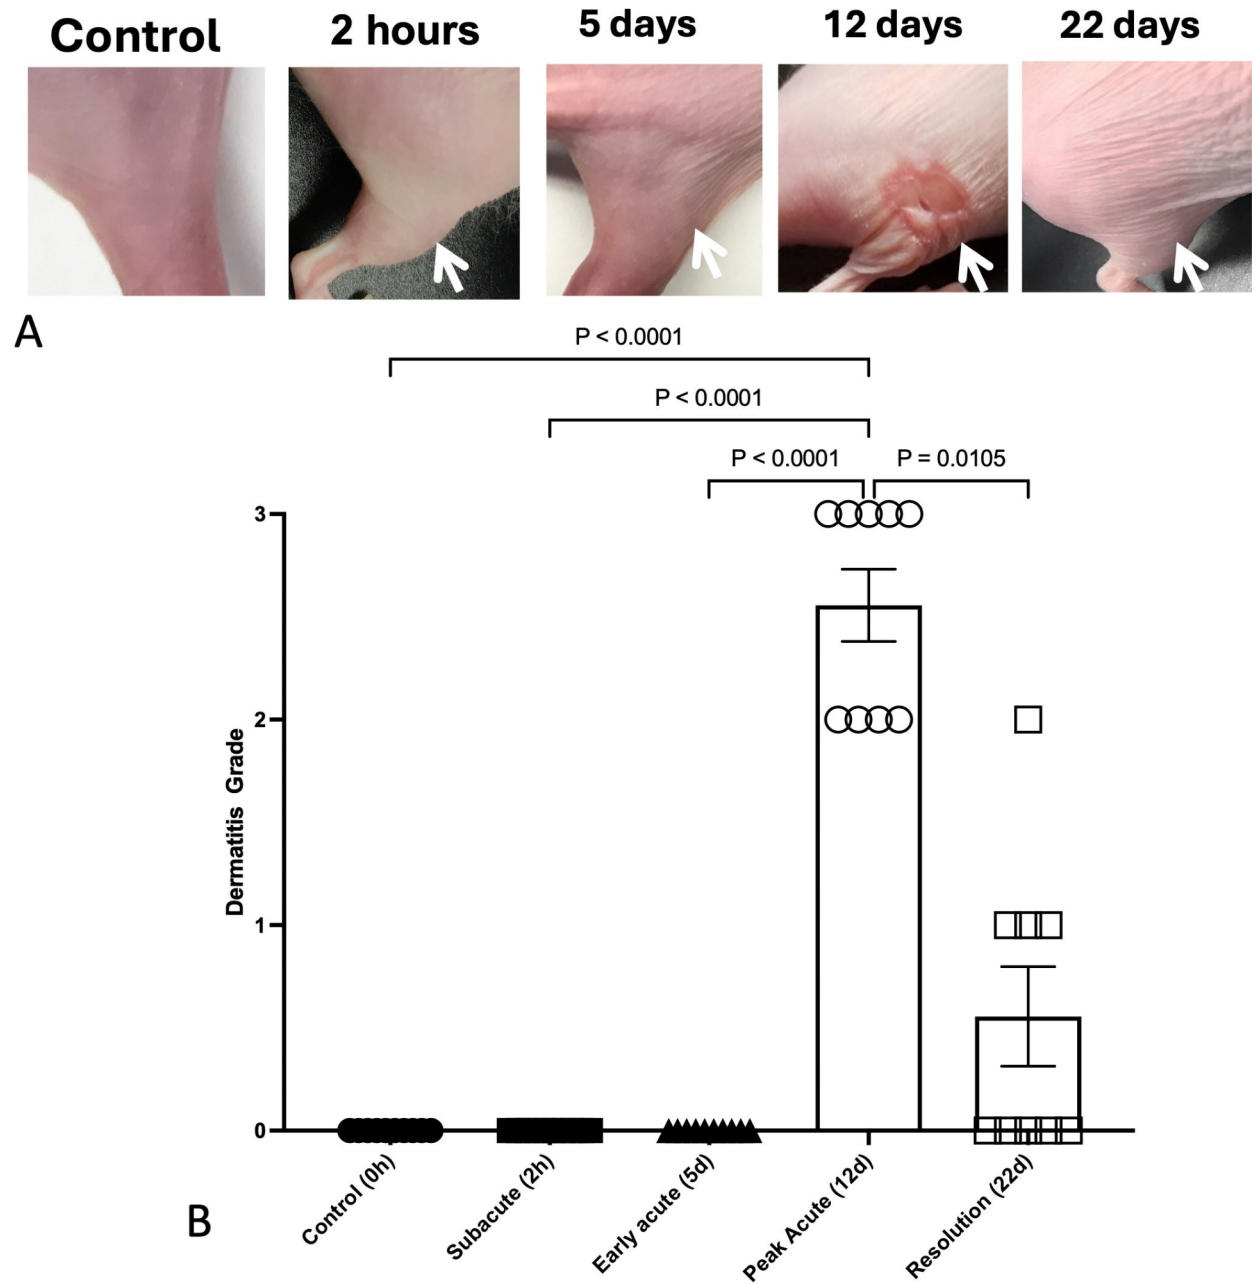 Control
2 hours
5 days
12 days
22 days
A
P < 0.0001
P < 0.0001
P < 0.0001
P = 0.0105
3
2
1
0
Dermatitis Grade
Control (0h)
Subacute (2h)
Early acute (5d)
Peak Acute (12d)
Resolution (22d)
B